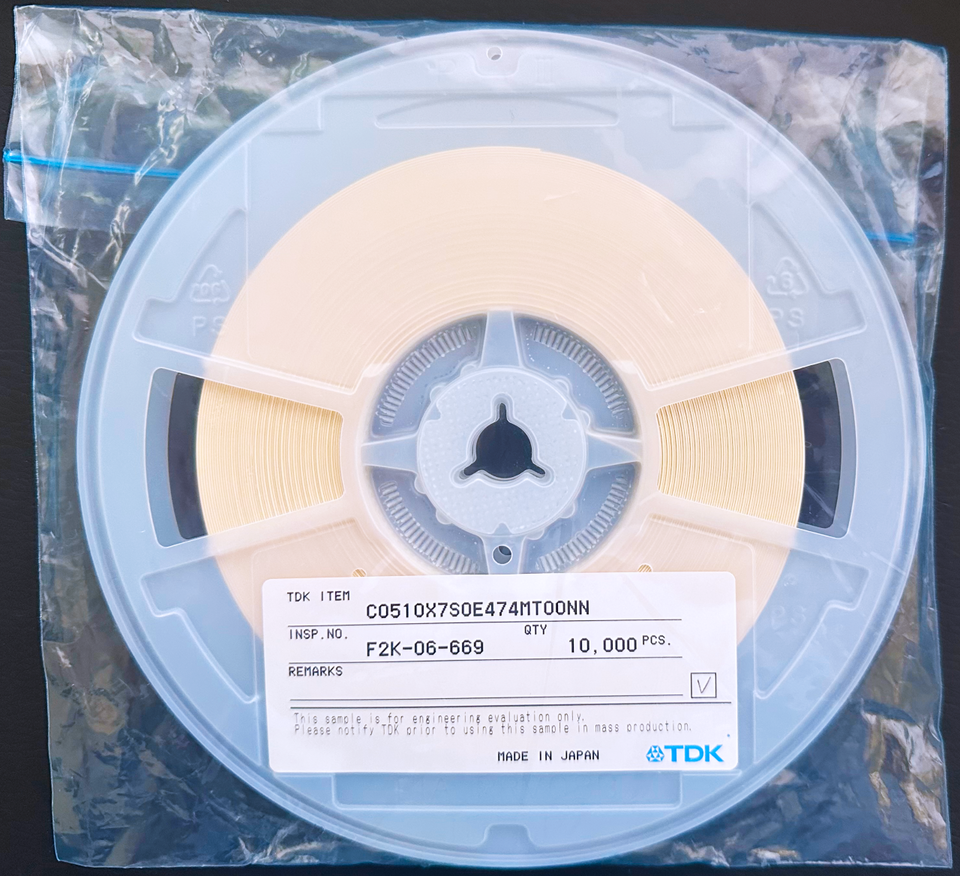 PS
PS
TDK ITEM C0510X7S0E474MT00NN
INSP.NO. F2K-06-669 QTY 10,000 PCS.
REMARKS
This sample is for engineering evaluation only.
Please notify TDK prior to using this sample in mass production.
MADE IN JAPAN TDK